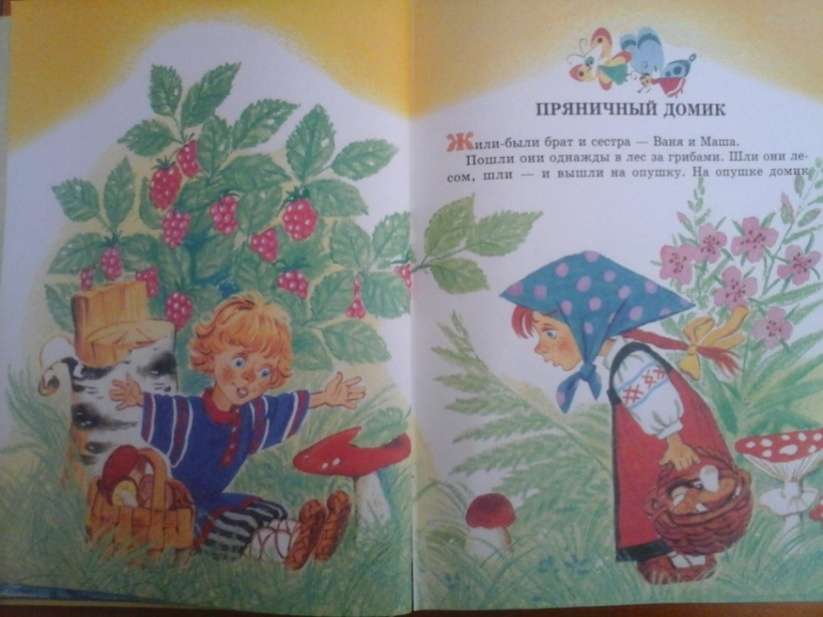 ПРЯНИЧНЫЙ ДОМИК
Жили-были брат и сестра — Ваня и Маша.
Пошли они однажды в лес за грибами. Шли они ле-
сом, шли — и вышли на опушку. На опушке домик